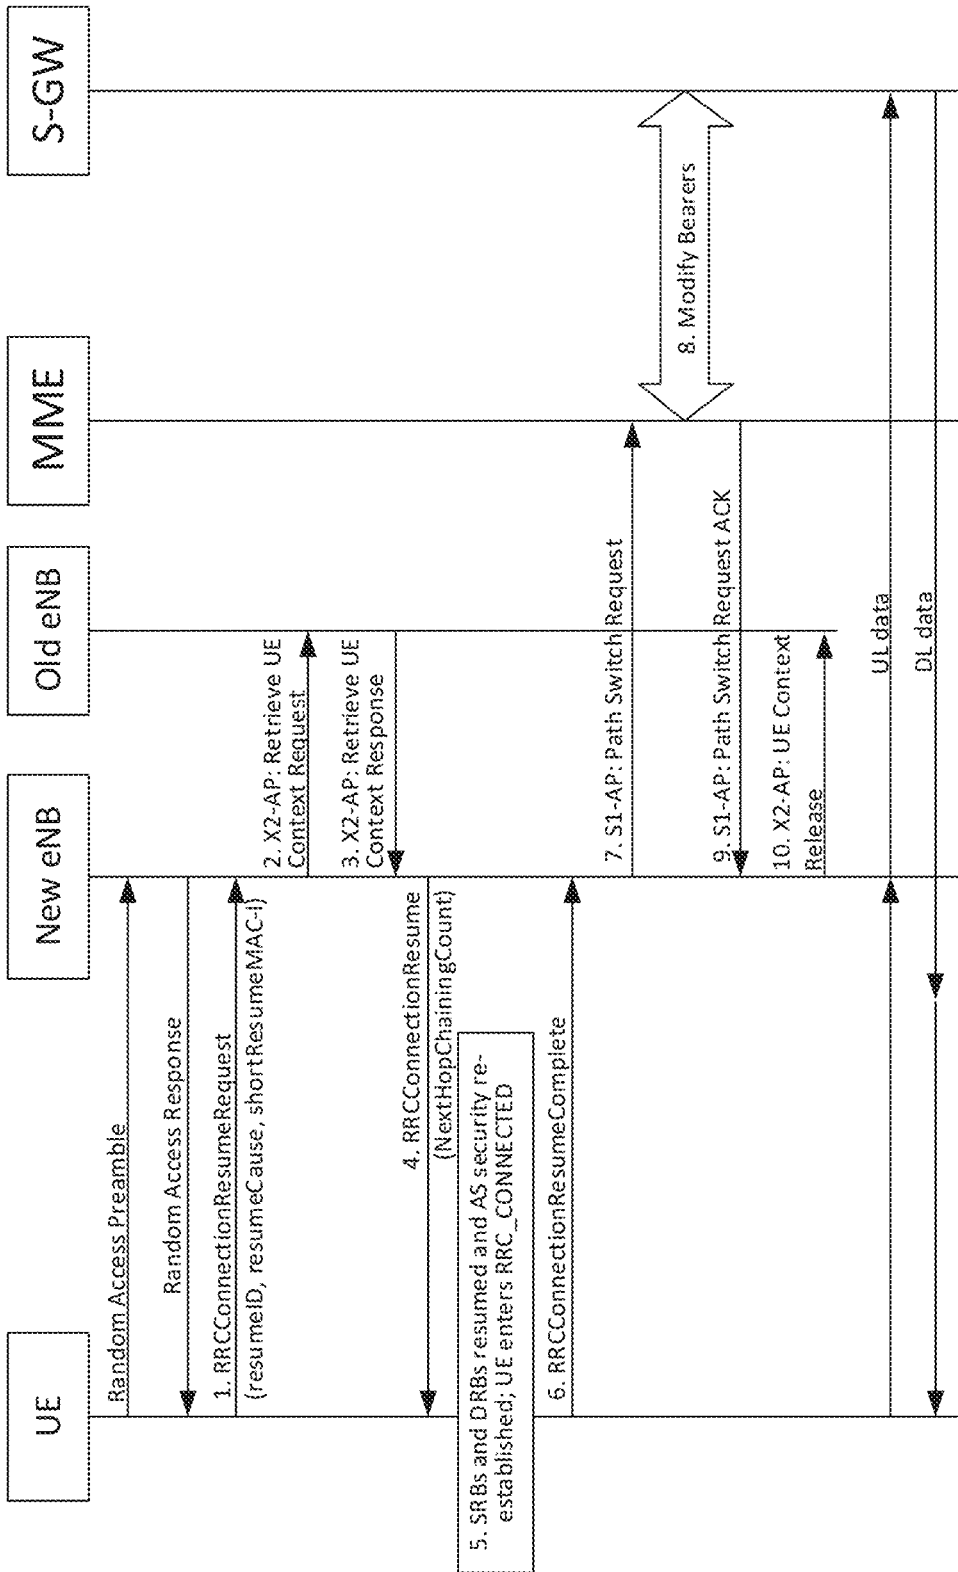 UE
New eNB
Old eNB
MME
S-GW
Random Access Preamble
Random Access Response
1. RRCConnectionResumeRequest
(resumeID, resumeCause, shortResumeMAC-I)
2. X2-AP: Retrieve UE
Context Request
3. X2-AP: Retrieve UE
Context Response
4. RRCConnectionResume
(NextHopChainingCount)
5. SRBs and DRBs resumed and AS security re-
established; UE enters RRC_CONNECTED
6. RRCConnectionResumeComplete
7. S1-AP: Path Switch Request
8. Modify Bearers
9. S1-AP: Path Switch Request ACK
10. X2-AP: UE Context
Release
UL data
DL data